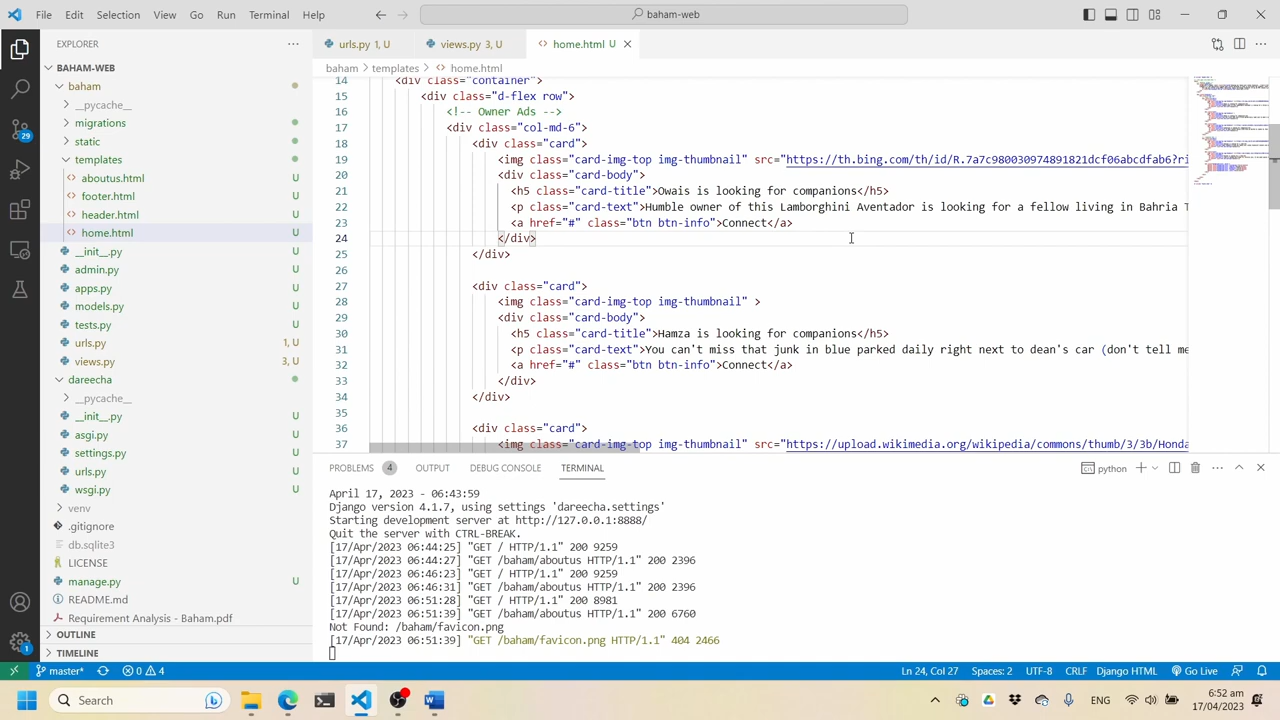 File Edit Selection View Go Run Terminal Help
baham-web
EXPLORER
urls.py 1, U
views.py 3, U
home.html U
BAHAM-WEB
baham > templates > home.html
baham
__pycache__
migrations
static
templates
aboutus.html U
footer.html U
header.html U
home.html U
__init__.py U
admin.py U
apps.py U
models.py U
tests.py U
urls.py 1, U
views.py 3, U
dareecha
__pycache__
__init__.py U
asgi.py U
settings.py U
urls.py U
wsgi.py U
venv
.gitignore
db.sqlite3
LICENSE
manage.py U
README.md
Requirement Analysis - Baham.pdf
OUTLINE
TIMELINE
14 <div class="container">
15 <div class="d-flex row">
16 <!-- Owner Ads -->
17 <div class="col-md-6">
18 <div class="card">
19 <img class="card-img-top img-thumbnail" src="https://th.bing.com/th/id/R.7a7c980030974891821dcf06abcdfab6?ri
20 <div class="card-body">
21 <h5 class="card-title">Owais is looking for companions</h5>
22 <p class="card-text">Humble owner of this Lamborghini Aventador is looking for a fellow living in Bahria T
23 <a href="#" class="btn btn-info">Connect</a>
24 </div>
25 </div>
26
27 <div class="card">
28 <img class="card-img-top img-thumbnail" >
29 <div class="card-body">
30 <h5 class="card-title">Hamza is looking for companions</h5>
31 <p class="card-text">You can't miss that junk in blue parked daily right next to dean's car (don't tell me
32 <a href="#" class="btn btn-info">Connect</a>
33 </div>
34 </div>
35
36 <div class="card">
37 <img class="card-img-top img-thumbnail" src="https://upload.wikimedia.org/wikipedia/commons/thumb/3/3b/Honda
PROBLEMS 4 OUTPUT DEBUG CONSOLE TERMINAL
python
April 17, 2023 - 06:43:59
Django version 4.1.7, using settings 'dareecha.settings'
Starting development server at http://127.0.0.1:8888/
Quit the server with CTRL-BREAK.
[17/Apr/2023 06:44:25] "GET / HTTP/1.1" 200 9259
[17/Apr/2023 06:44:27] "GET /baham/aboutus HTTP/1.1" 200 2396
[17/Apr/2023 06:46:23] "GET / HTTP/1.1" 200 9259
[17/Apr/2023 06:46:31] "GET /baham/aboutus HTTP/1.1" 200 2396
[17/Apr/2023 06:51:28] "GET / HTTP/1.1" 200 8981
[17/Apr/2023 06:51:39] "GET /baham/aboutus HTTP/1.1" 200 6760
Not Found: /baham/favicon.png
[17/Apr/2023 06:51:39] "GET /baham/favicon.png HTTP/1.1" 404 2466
29
1
master* 0 4
Ln 24, Col 27 Spaces: 2 UTF-8 CRLF Django HTML Go Live
Search
ENG
6:52 am
17/04/2023